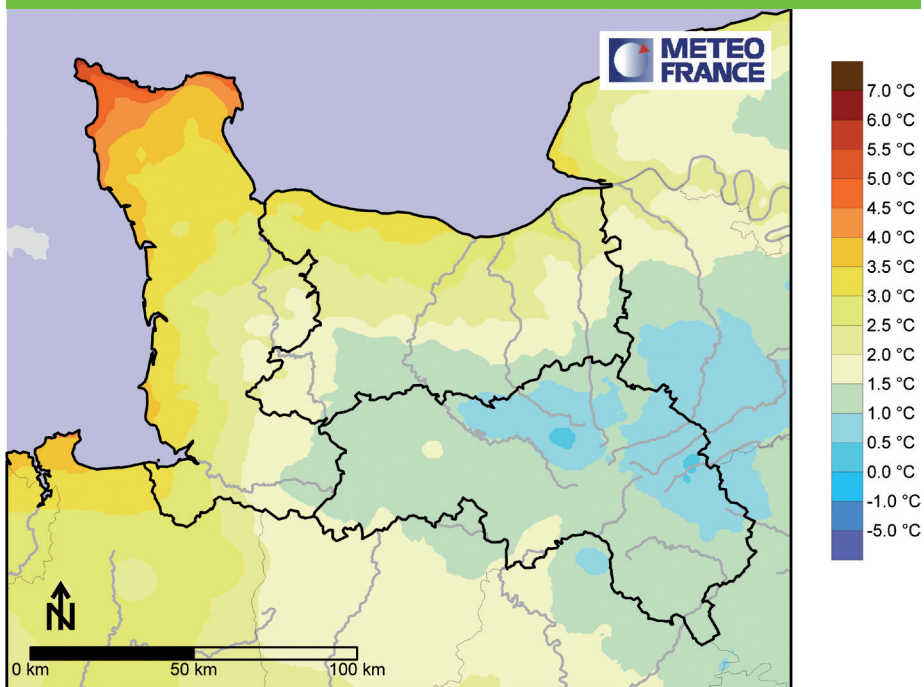 METEO
FRANCE
7.0 °C
6.0 °C
5.5 °C
5.0 °C
4.5 °C
4.0 °C
3.5 °C
3.0 °C
2.5 °C
2.0 °C
1.5 °C
1.0 °C
0.5 °C
0.0 °C
-1.0 °C
-5.0 °C
N
0 km 50 km 100 km